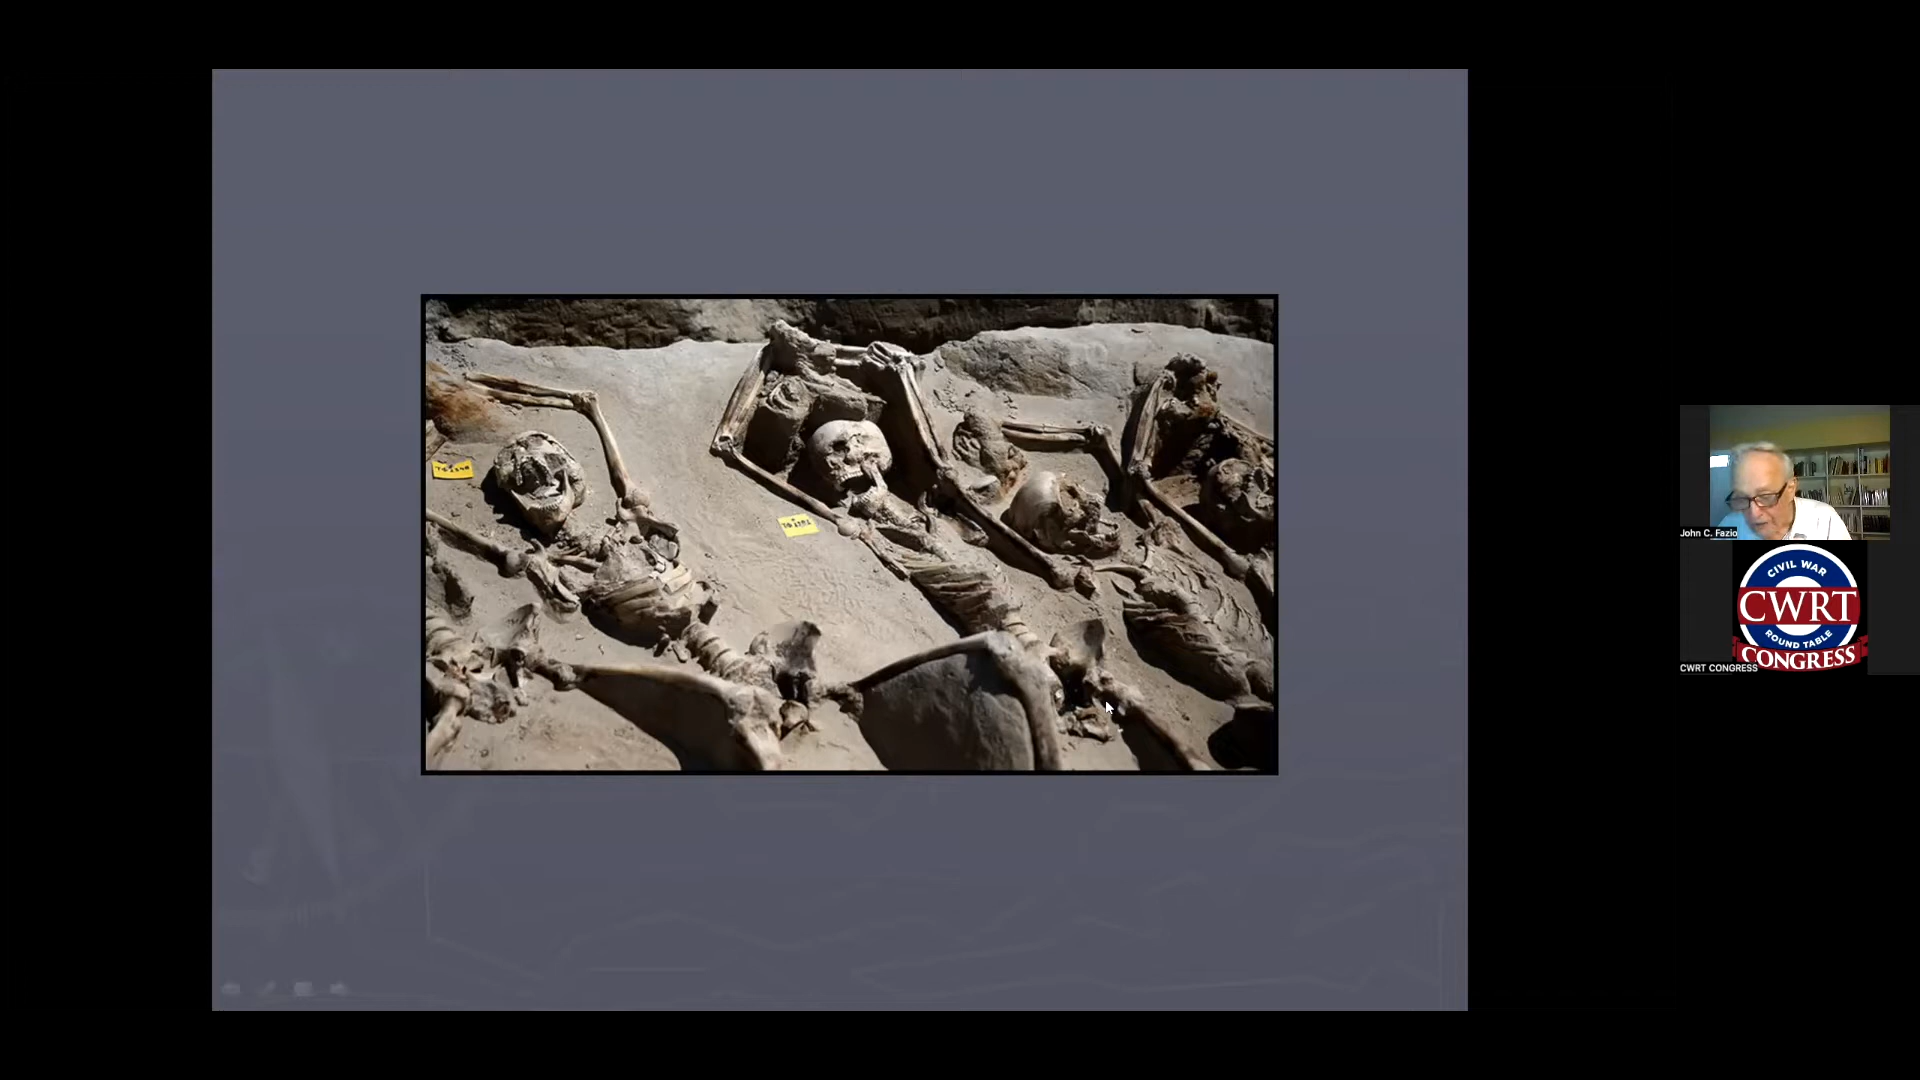 John C. Fazio
CIVIL WAR
CWRT
ROUND TABLE
CONGRESS
CWRT CONGRESS